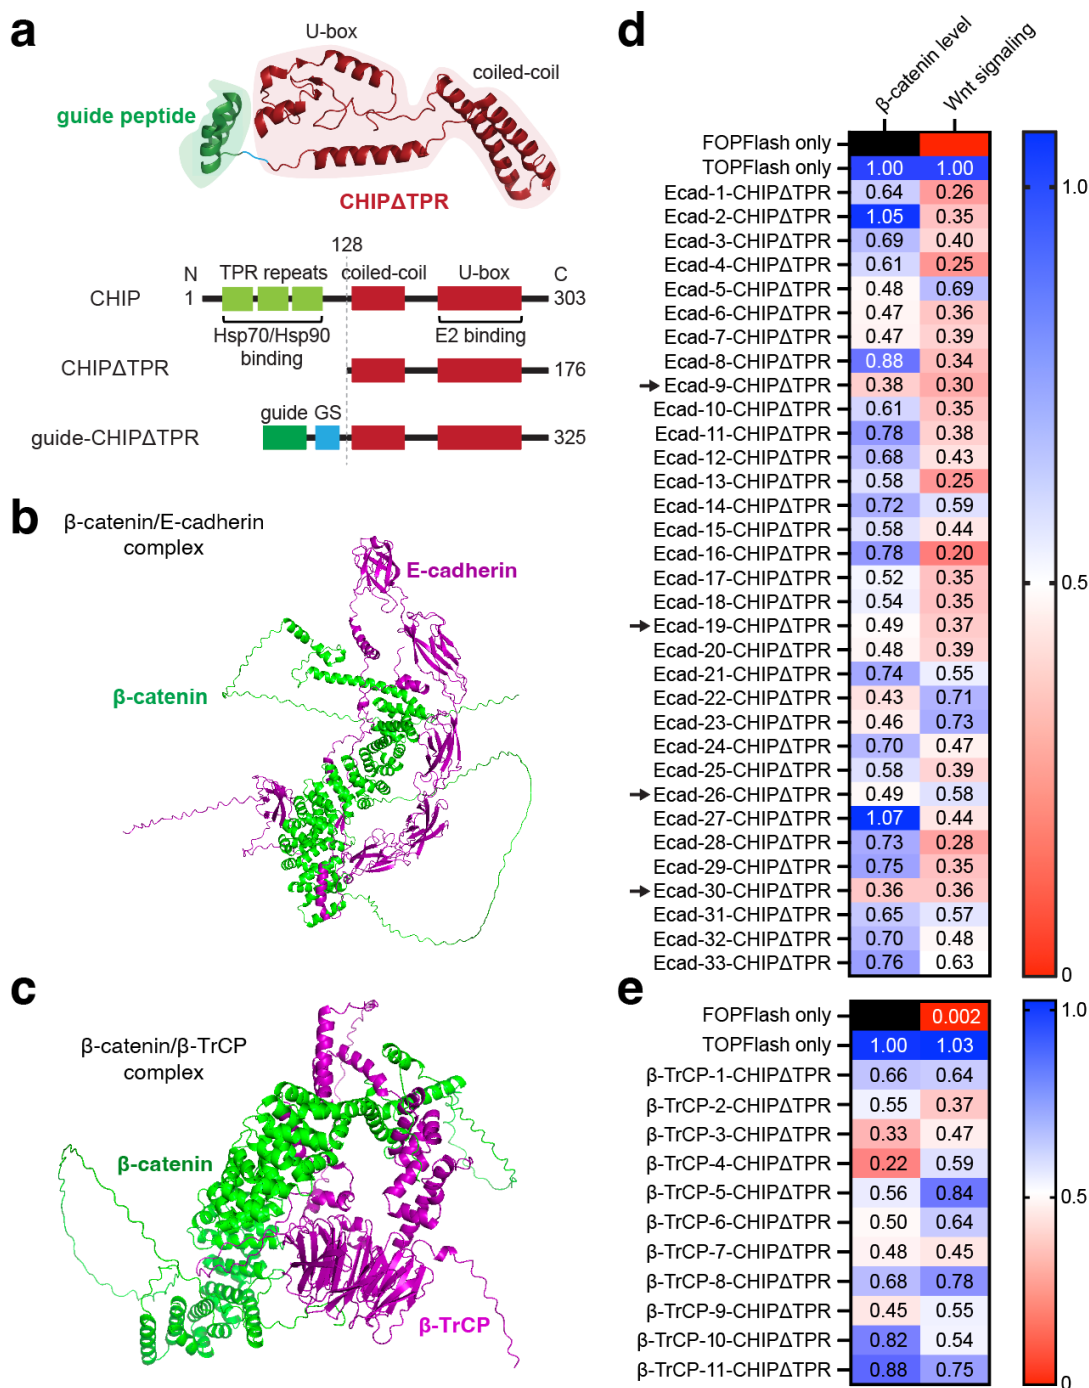 a
U-box
coiled-coil
guide peptide
CHIPΔTPR
128
N TPR repeats coiled-coil U-box C
CHIP 1 303
Hsp70/Hsp90
binding
E2 binding
CHIPΔTPR 176
guide GS
guide-CHIPΔTPR 325
b
β-catenin/E-cadherin
complex
E-cadherin
β-catenin
c
β-catenin/β-TrCP
complex
β-catenin
β-TrCP
d
β-catenin level
Wnt signaling
FOPFlash only
TOPFlash only 1.00 1.00
Ecad-1-CHIPΔTPR 0.64 0.26
Ecad-2-CHIPΔTPR 1.05 0.35
Ecad-3-CHIPΔTPR 0.69 0.40
Ecad-4-CHIPΔTPR 0.61 0.25
Ecad-5-CHIPΔTPR 0.48 0.69
Ecad-6-CHIPΔTPR 0.47 0.36
Ecad-7-CHIPΔTPR 0.47 0.39
Ecad-8-CHIPΔTPR 0.88 0.34
Ecad-9-CHIPΔTPR 0.38 0.30
Ecad-10-CHIPΔTPR 0.61 0.35
Ecad-11-CHIPΔTPR 0.78 0.38
Ecad-12-CHIPΔTPR 0.68 0.43
Ecad-13-CHIPΔTPR 0.58 0.25
Ecad-14-CHIPΔTPR 0.72 0.59
Ecad-15-CHIPΔTPR 0.58 0.44
Ecad-16-CHIPΔTPR 0.78 0.20
Ecad-17-CHIPΔTPR 0.52 0.35
Ecad-18-CHIPΔTPR 0.54 0.35
Ecad-19-CHIPΔTPR 0.49 0.37
Ecad-20-CHIPΔTPR 0.48 0.39
Ecad-21-CHIPΔTPR 0.74 0.55
Ecad-22-CHIPΔTPR 0.43 0.71
Ecad-23-CHIPΔTPR 0.46 0.73
Ecad-24-CHIPΔTPR 0.70 0.47
Ecad-25-CHIPΔTPR 0.58 0.39
Ecad-26-CHIPΔTPR 0.49 0.58
Ecad-27-CHIPΔTPR 1.07 0.44
Ecad-28-CHIPΔTPR 0.73 0.28
Ecad-29-CHIPΔTPR 0.75 0.35
Ecad-30-CHIPΔTPR 0.36 0.36
Ecad-31-CHIPΔTPR 0.65 0.57
Ecad-32-CHIPΔTPR 0.70 0.48
Ecad-33-CHIPΔTPR 0.76 0.63
1.0
0.5
0
e
FOPFlash only 0.002
TOPFlash only 1.00 1.03
β-TrCP-1-CHIPΔTPR 0.66 0.64
β-TrCP-2-CHIPΔTPR 0.55 0.37
β-TrCP-3-CHIPΔTPR 0.33 0.47
β-TrCP-4-CHIPΔTPR 0.22 0.59
β-TrCP-5-CHIPΔTPR 0.56 0.84
β-TrCP-6-CHIPΔTPR 0.50 0.64
β-TrCP-7-CHIPΔTPR 0.48 0.45
β-TrCP-8-CHIPΔTPR 0.68 0.78
β-TrCP-9-CHIPΔTPR 0.45 0.55
β-TrCP-10-CHIPΔTPR 0.82 0.54
β-TrCP-11-CHIPΔTPR 0.88 0.75
1.0
0.5
0